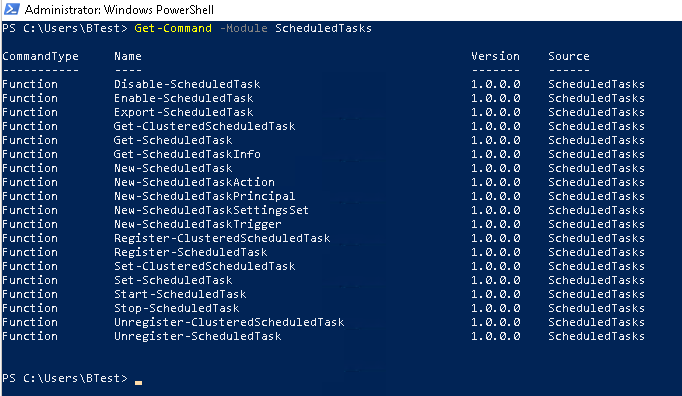 Administrator: Windows PowerShell
PS C:\Users\BTest> Get-Command -Module ScheduledTasks
CommandType Name Version Source
----------- ---- ------- ------
Function Disable-ScheduledTask 1.0.0.0 ScheduledTasks
Function Enable-ScheduledTask 1.0.0.0 ScheduledTasks
Function Export-ScheduledTask 1.0.0.0 ScheduledTasks
Function Get-ClusteredScheduledTask 1.0.0.0 ScheduledTasks
Function Get-ScheduledTask 1.0.0.0 ScheduledTasks
Function Get-ScheduledTaskInfo 1.0.0.0 ScheduledTasks
Function New-ScheduledTask 1.0.0.0 ScheduledTasks
Function New-ScheduledTaskAction 1.0.0.0 ScheduledTasks
Function New-ScheduledTaskPrincipal 1.0.0.0 ScheduledTasks
Function New-ScheduledTaskSettingsSet 1.0.0.0 ScheduledTasks
Function New-ScheduledTaskTrigger 1.0.0.0 ScheduledTasks
Function Register-ClusteredScheduledTask 1.0.0.0 ScheduledTasks
Function Register-ScheduledTask 1.0.0.0 ScheduledTasks
Function Set-ClusteredScheduledTask 1.0.0.0 ScheduledTasks
Function Set-ScheduledTask 1.0.0.0 ScheduledTasks
Function Start-ScheduledTask 1.0.0.0 ScheduledTasks
Function Stop-ScheduledTask 1.0.0.0 ScheduledTasks
Function Unregister-ClusteredScheduledTask 1.0.0.0 ScheduledTasks
Function Unregister-ScheduledTask 1.0.0.0 ScheduledTasks
PS C:\Users\BTest> _